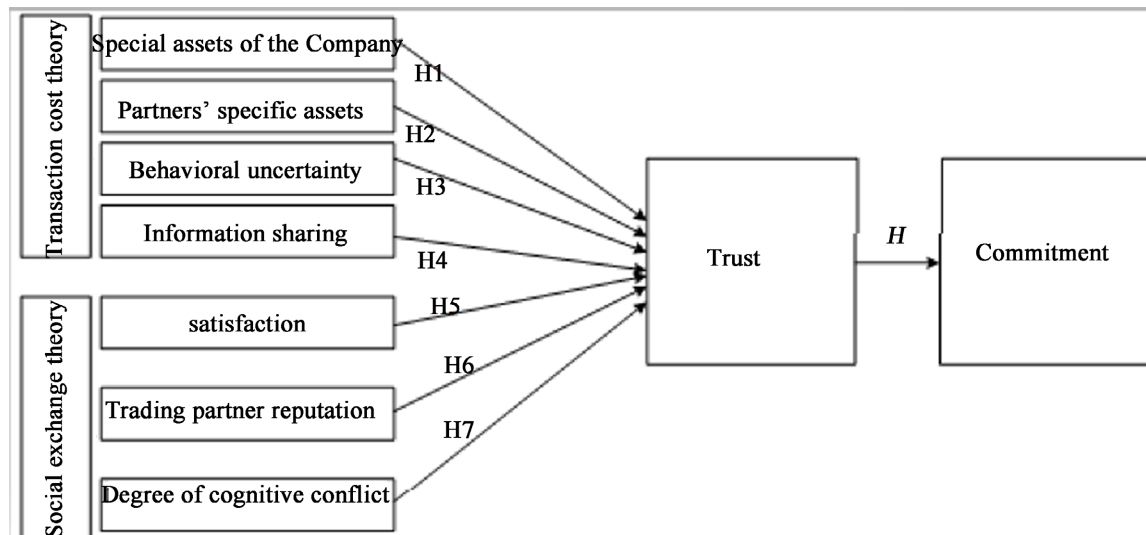 Transaction cost theory
Special assets of the Company
H1
Partners’ specific assets
H2
Behavioral uncertainty
H3
Information sharing
H4
Social exchange theory
satisfaction
H5
Trading partner reputation
H6
Degree of cognitive conflict
H7
Trust
H
Commitment